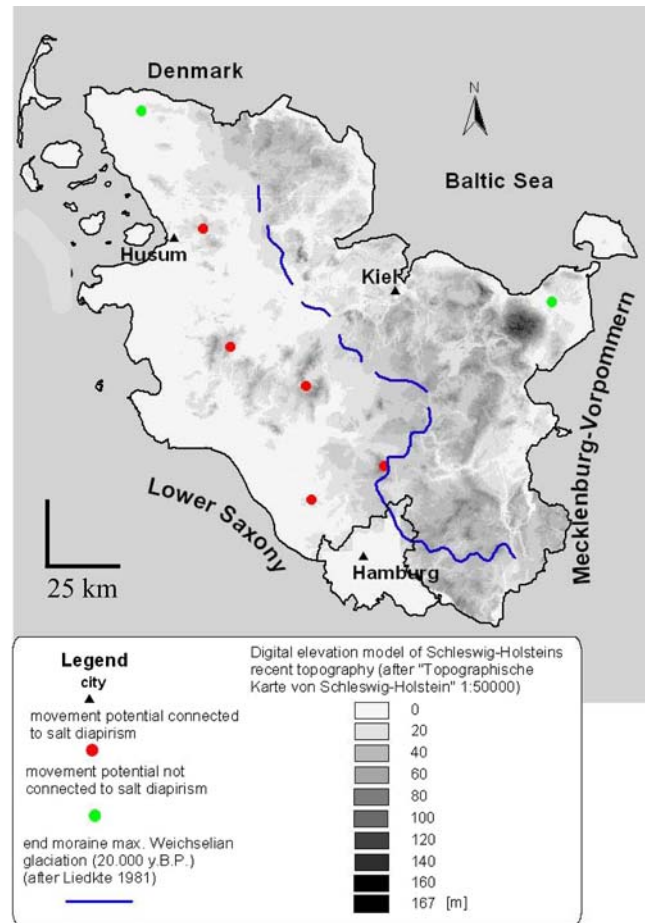 Denmark
N
Baltic Sea
Husum
Kiel
Mecklenburg-Vorpommern
Lower Saxony
25 km
Hamburg
Legend
city
movement potential connected
to salt diapirism
movement potential not
connected to salt diapirism
end moraine max. Weichselian
glaciation (20.000 y.B.P.)
(after Liedkte 1981)
Digital elevation model of Schleswig-Holsteins
recent topography (after "Topographische
Karte von Schleswig-Holstein" 1:50000)
0
20
40
60
80
100
120
140
160
167 [m]